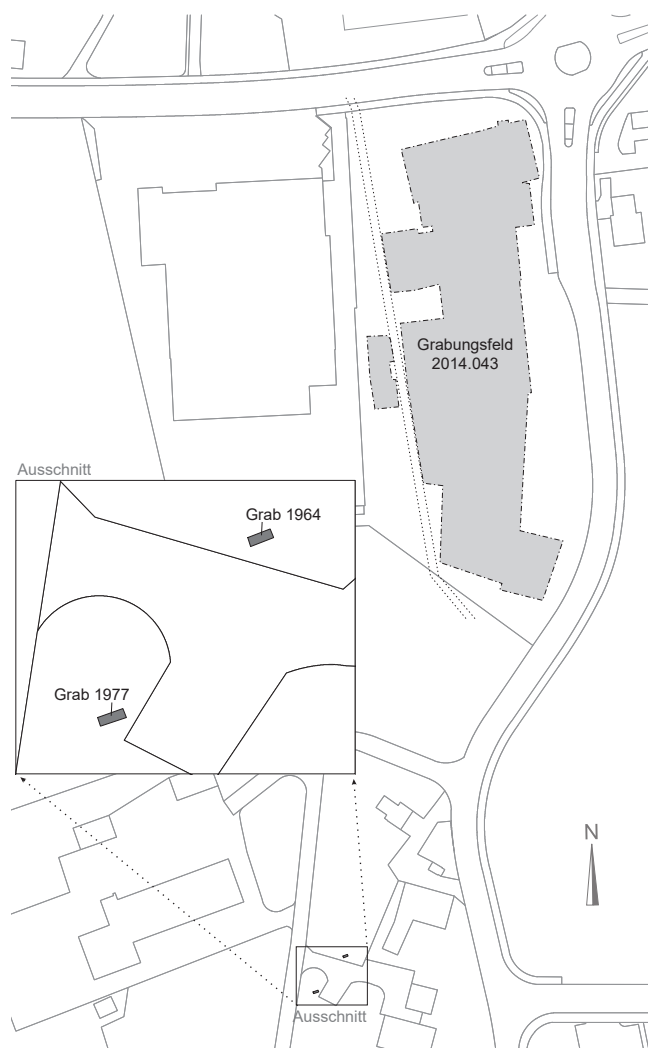 Grabungsfeld
2014.043
Ausschnitt
Grab 1964
Grab 1977
N
Ausschnitt